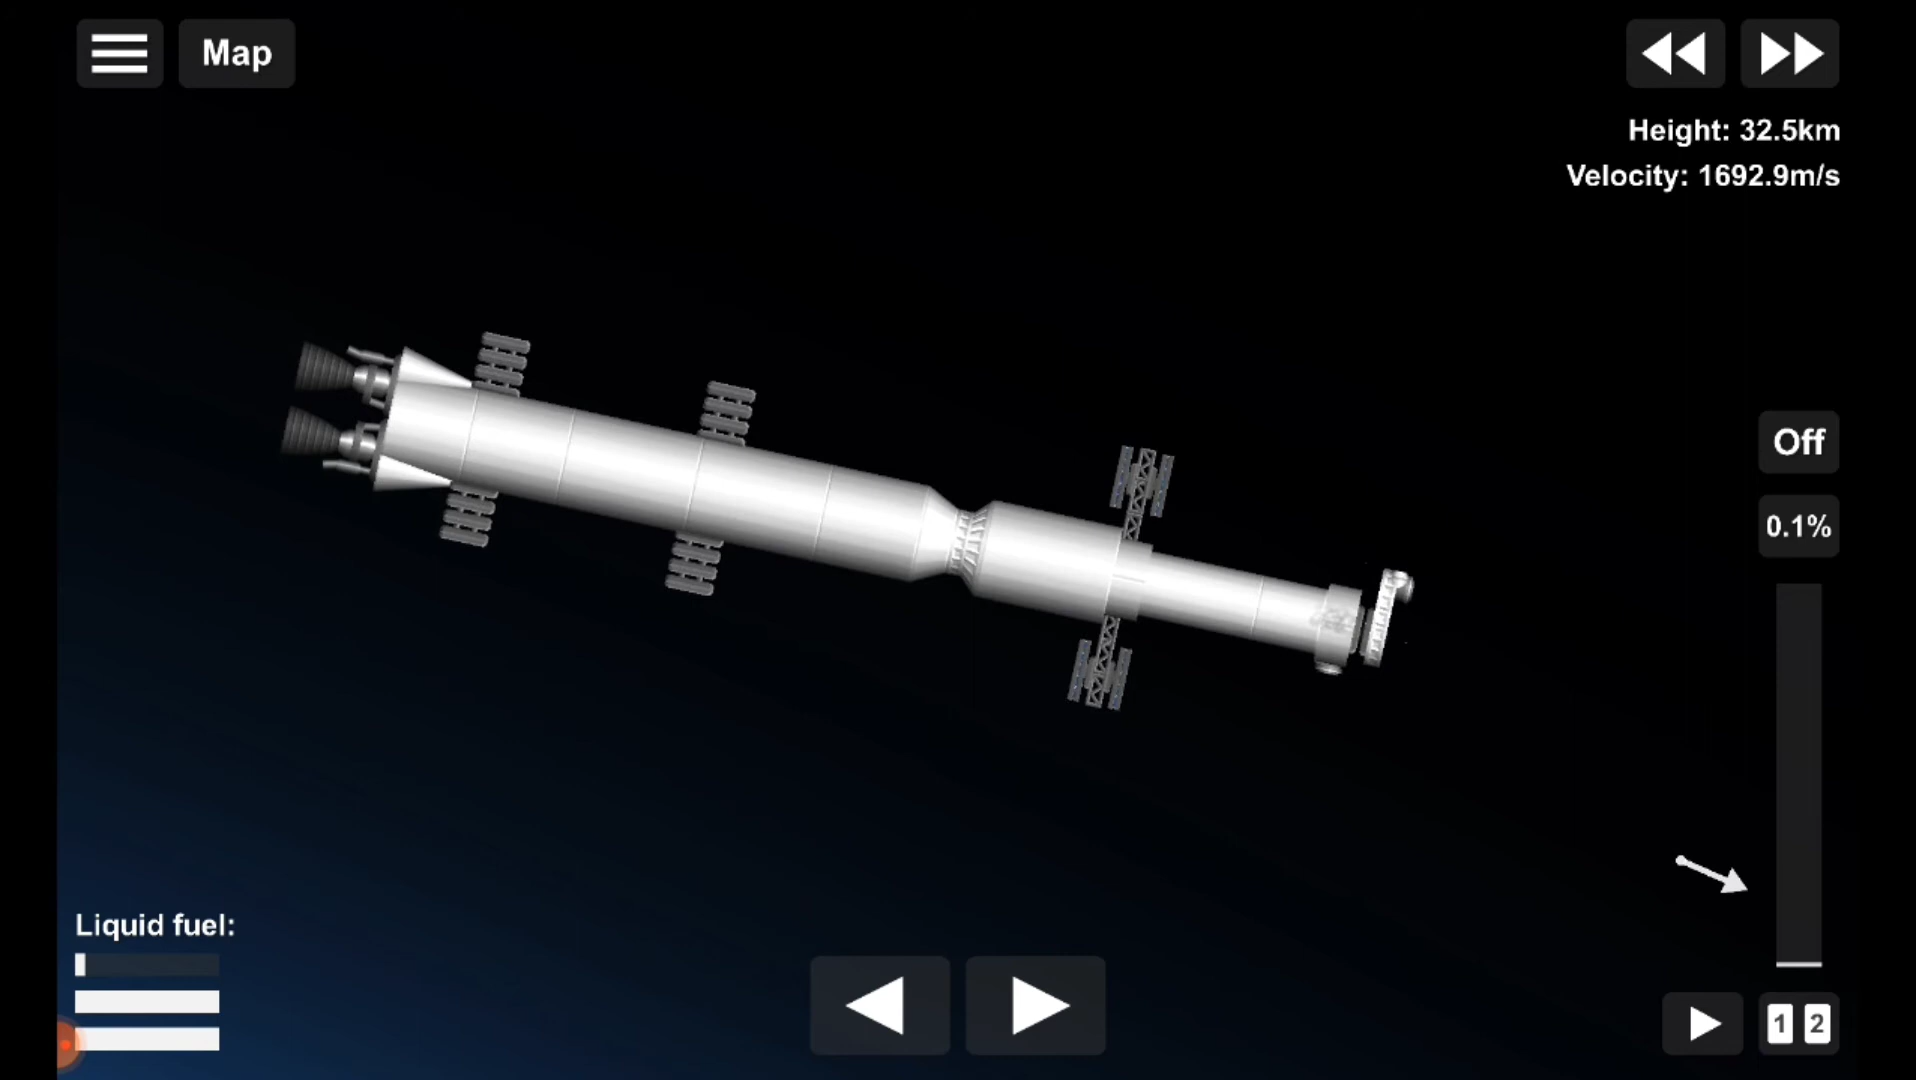 Map
Height: 32.5km
Velocity: 1692.9m/s
Off
0.1%
Liquid fuel:
1 2